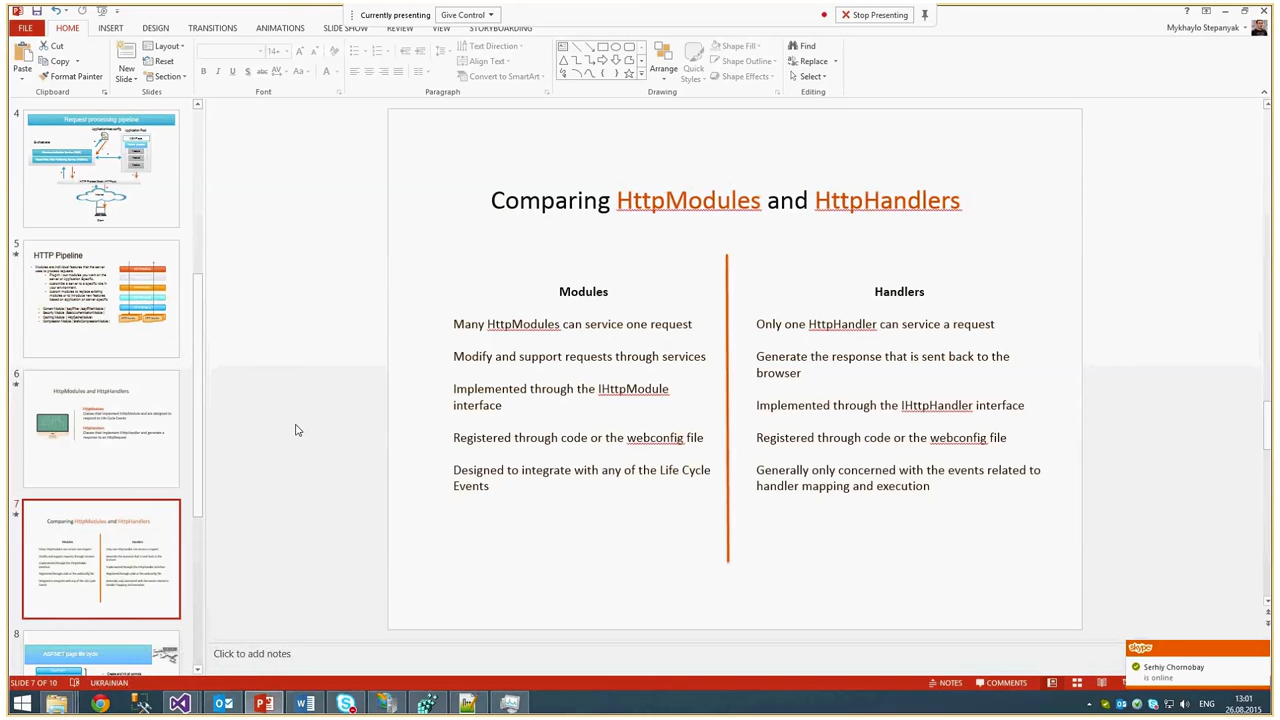 Currently presenting
Give Control
Stop Presenting
FILE
HOME
INSERT
DESIGN
TRANSITIONS
ANIMATIONS
SLIDE SHOW
REVIEW
VIEW
STORYBOARDING
Mykhaylo Stepanyak
Paste
Cut
Copy
Format Painter
Clipboard
New
Slide
Layout
Reset
Section
Slides
14+
Font
Text Direction
Align Text
Convert to SmartArt
Paragraph
Arrange
Quick
Styles
Shape Fill
Shape Outline
Shape Effects
Drawing
Find
Replace
Select
Editing
4
Request processing pipeline
5
HTTP Pipeline
6
HttpModules and HttpHandlers
7
Comparing HttpModules and HttpHandlers
8
ASP.NET page life cycle
Comparing HttpModules and HttpHandlers
Modules
Many HttpModules can service one request
Modify and support requests through services
Implemented through the IHttpModule
interface
Registered through code or the webconfig file
Designed to integrate with any of the Life Cycle
Events
Handlers
Only one HttpHandler can service a request
Generate the response that is sent back to the
browser
Implemented through the IHttpHandler interface
Registered through code or the webconfig file
Generally only concerned with the events related to
handler mapping and execution
Click to add notes
skype
Serhiy Chornobay
is online
SLIDE 7 OF 10
UKRAINIAN
NOTES
COMMENTS
ENG
13:01
26.08.2015